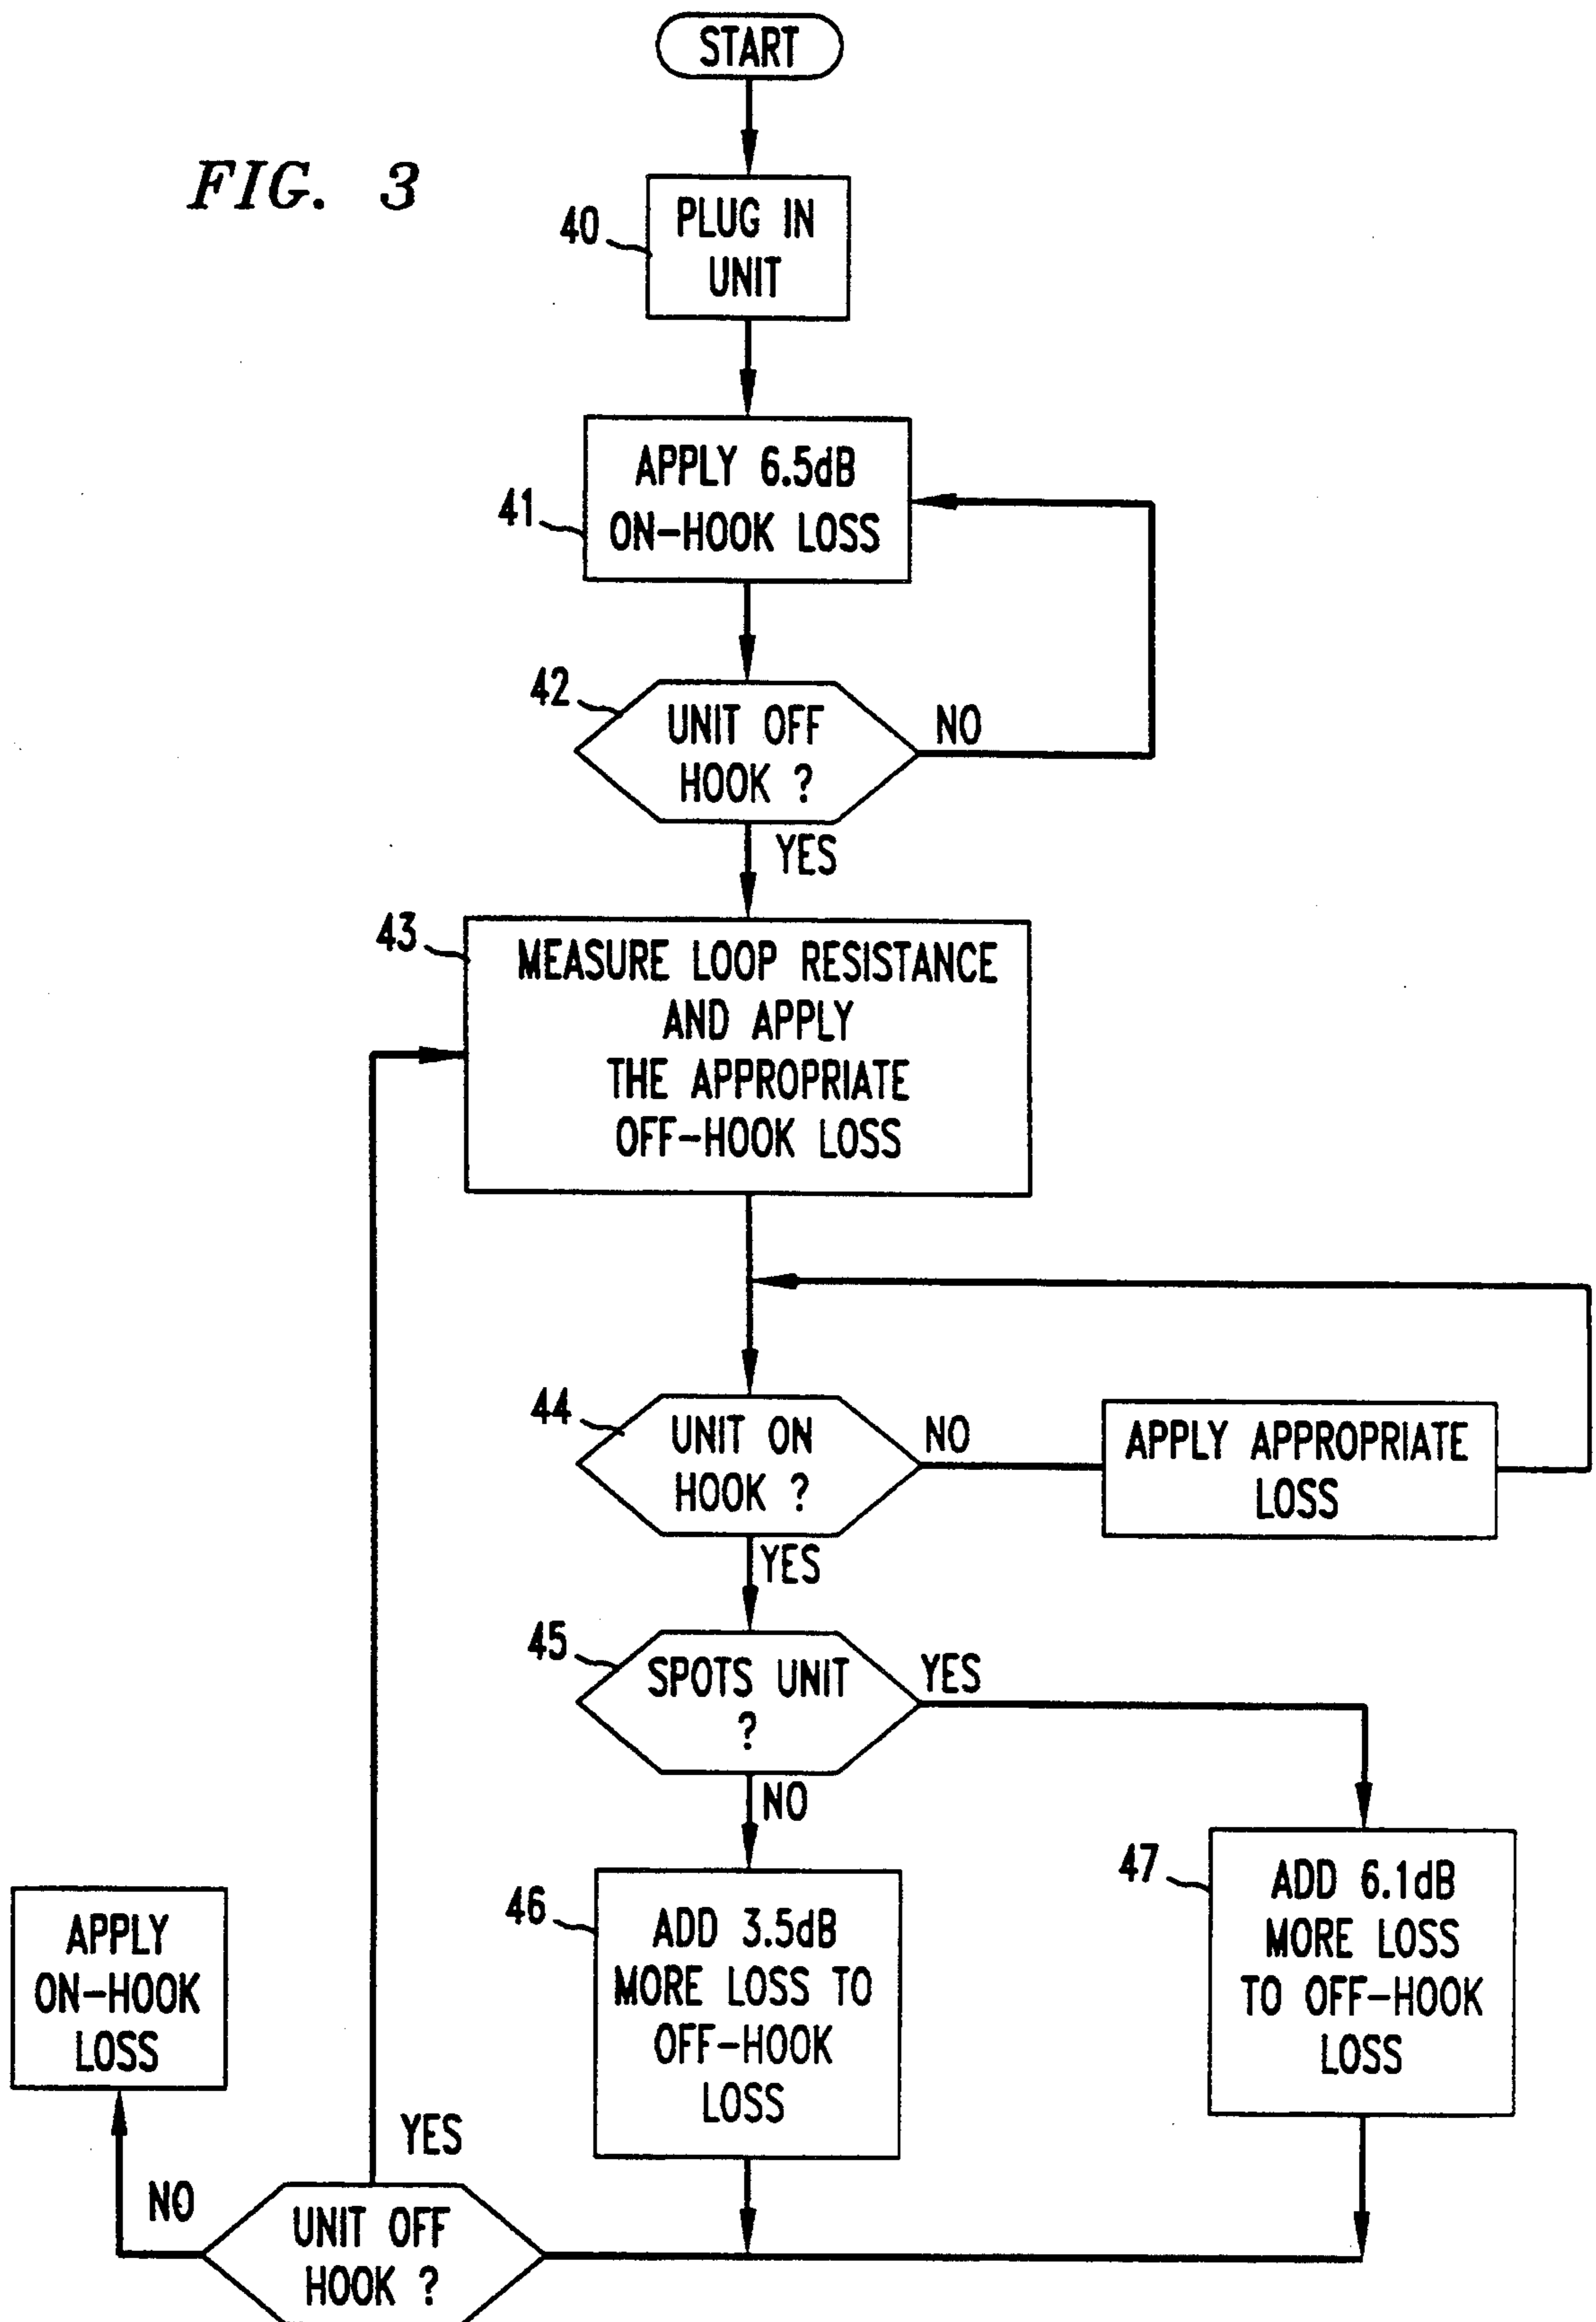 START
FIG. 3
40
PLUG IN
UNIT
41
APPLY 6.5dB
ON-HOOK LOSS
42
UNIT OFF
HOOK ?
NO
YES
43
MEASURE LOOP RESISTANCE
AND APPLY
THE APPROPRIATE
OFF-HOOK LOSS
44
UNIT ON
HOOK ?
NO
APPLY APPROPRIATE
LOSS
YES
45
SPOTS UNIT
?
YES
NO
46
ADD 3.5dB
MORE LOSS TO
OFF-HOOK
LOSS
47
ADD 6.1dB
MORE LOSS
TO OFF-HOOK
LOSS
APPLY
ON-HOOK
LOSS
YES
NO
UNIT OFF
HOOK ?